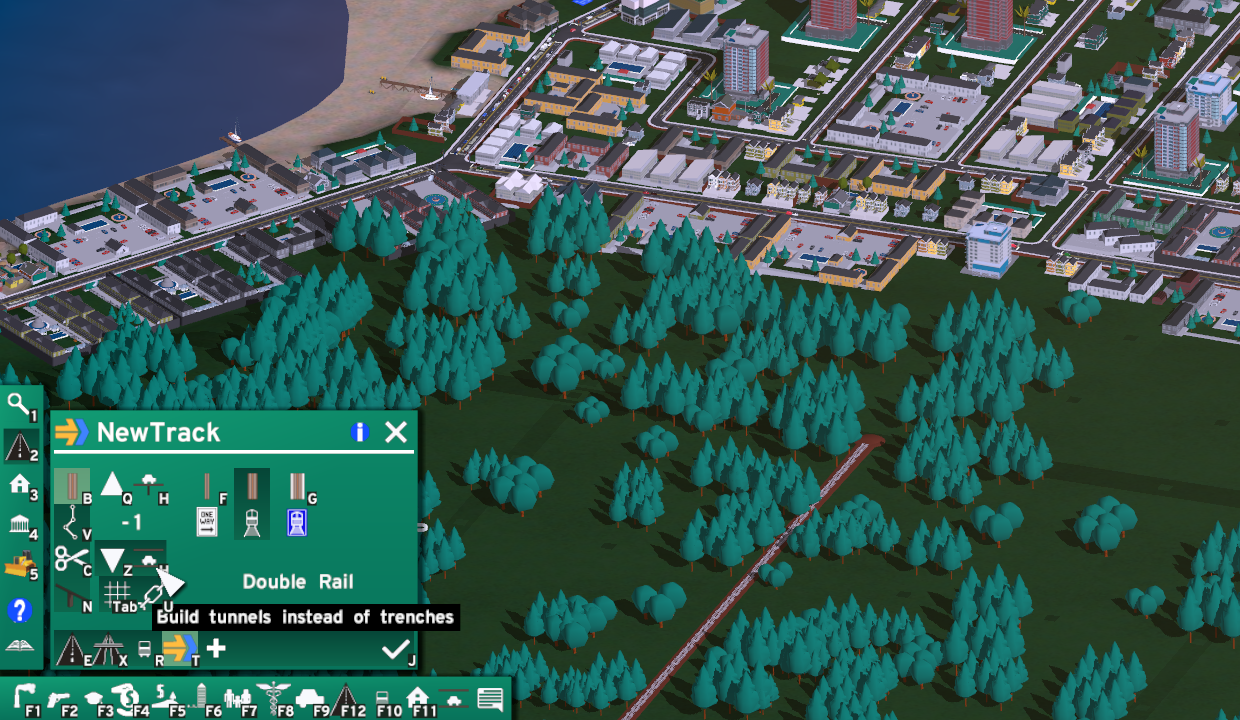 1
2
3
4
5
NewTrack i X
B Q H F G
-1 ONE WAY
V
C Z H
Double Rail
N Tab U
Build tunnels instead of trenches
E X R T J
F1 F2 F3 F4 F5 F6 F7 F8 F9 F12 F10 F11